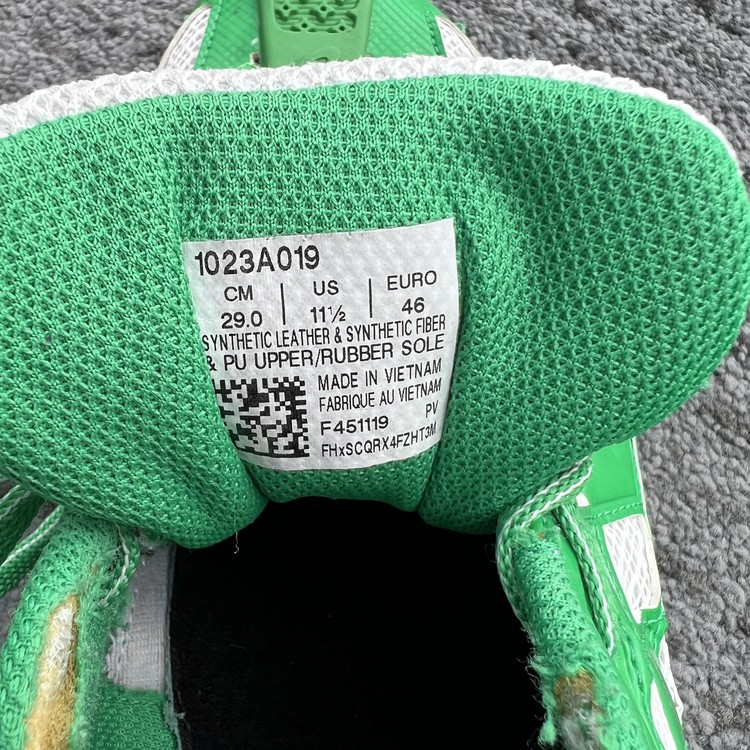 1023A019
CM | US | EURO
29.0 | 11½ | 46
SYNTHETIC LEATHER & SYNTHETIC FIBER
& PU UPPER/RUBBER SOLE
MADE IN VIETNAM
FABRIQUE AU VIETNAM
F451119 PV
FHxSCQRX4FZHT3M